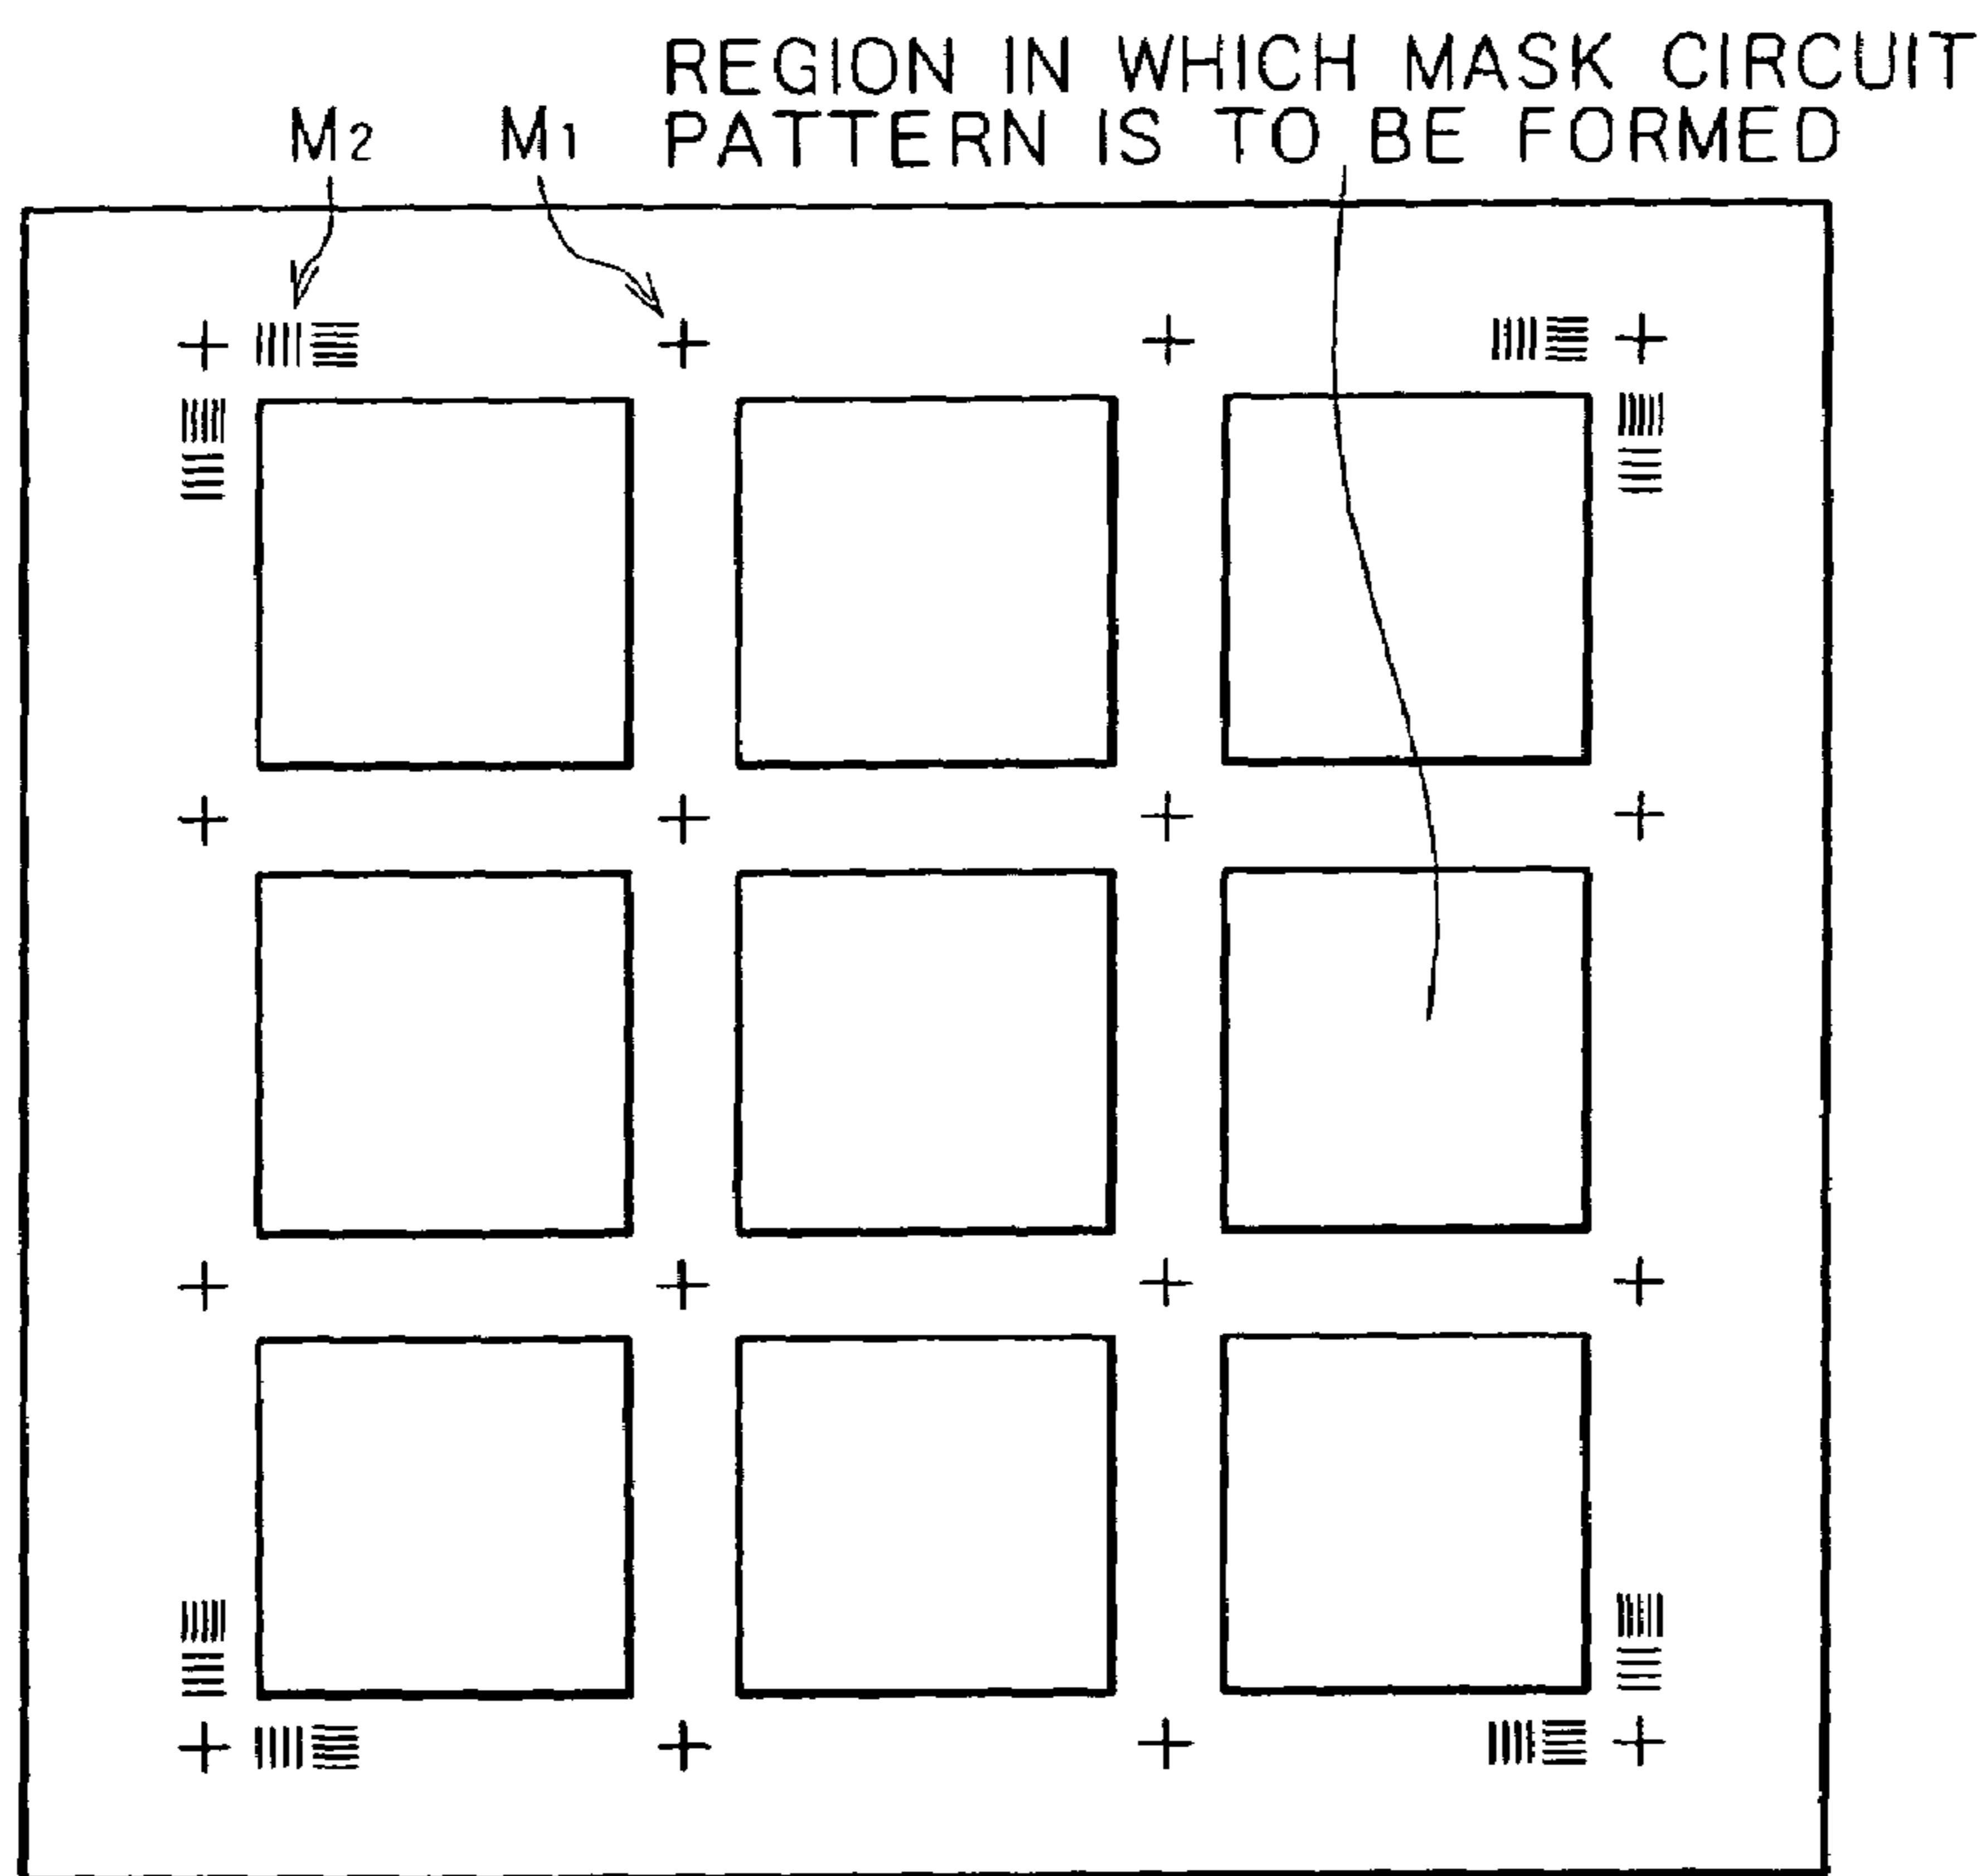 REGION IN WHICH MASK CIRCUIT
PATTERN IS TO BE FORMED
M2 M1